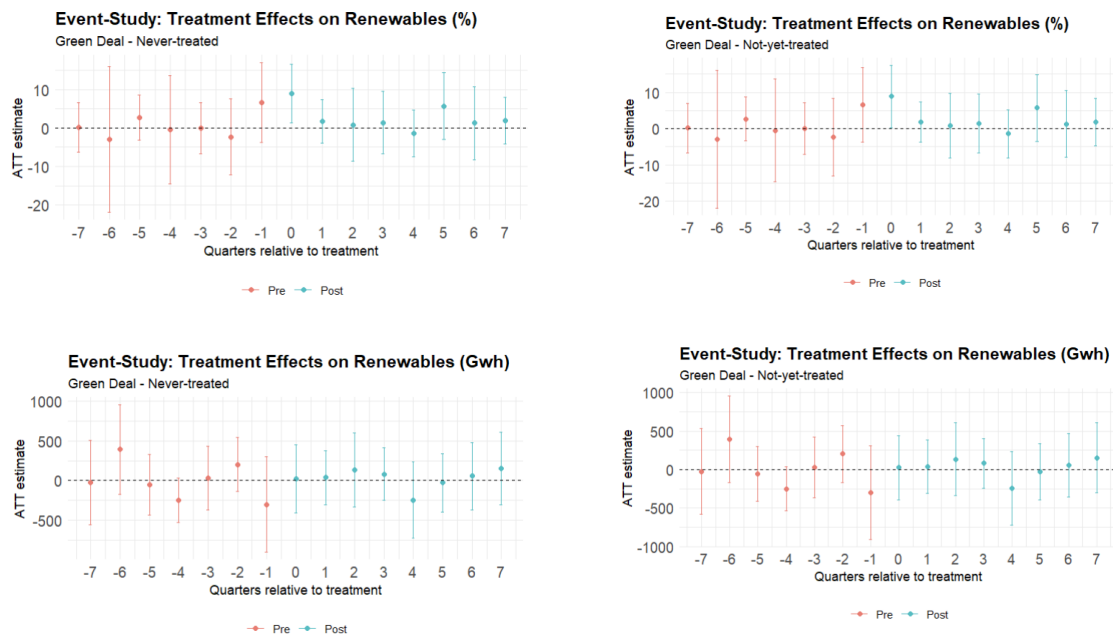 Event-Study: Treatment Effects on Renewables (%)
Green Deal - Never-treated
ATT estimate
10
0
-10
-20
-7 -6 -5 -4 -3 -2 -1 0 1 2 3 4 5 6 7
Quarters relative to treatment
Pre Post
Event-Study: Treatment Effects on Renewables (%)
Green Deal - Not-yet-treated
ATT estimate
10
0
-10
-20
-7 -6 -5 -4 -3 -2 -1 0 1 2 3 4 5 6 7
Quarters relative to treatment
Pre Post
Event-Study: Treatment Effects on Renewables (Gwh)
Green Deal - Never-treated
ATT estimate
1000
500
0
-500
-7 -6 -5 -4 -3 -2 -1 0 1 2 3 4 5 6 7
Quarters relative to treatment
Pre Post
Event-Study: Treatment Effects on Renewables (Gwh)
Green Deal - Not-yet-treated
ATT estimate
1000
500
0
-500
-1000
-7 -6 -5 -4 -3 -2 -1 0 1 2 3 4 5 6 7
Quarters relative to treatment
Pre Post